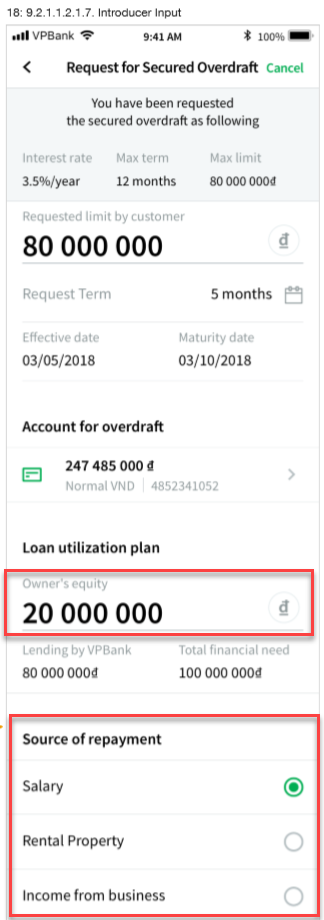 18: 9.2.1.1.2.1.7. Introducer Input
VPBank 9:41 AM 100%
Request for Secured Overdraft Cancel
You have been requested
the secured overdraft as following
Interest rate Max term Max limit
3.5%/year 12 months 80 000 000₫
Requested limit by customer
80 000 000 ₫
Request Term 5 months
Effective date Maturity date
03/05/2018 03/10/2018
Account for overdraft
247 485 000 ₫
Normal VND 4852341052
Loan utilization plan
Owner's equity
20 000 000 ₫
Lending by VPBank Total financial need
80 000 000₫ 100 000 000₫
Source of repayment
Salary
Rental Property
Income from business